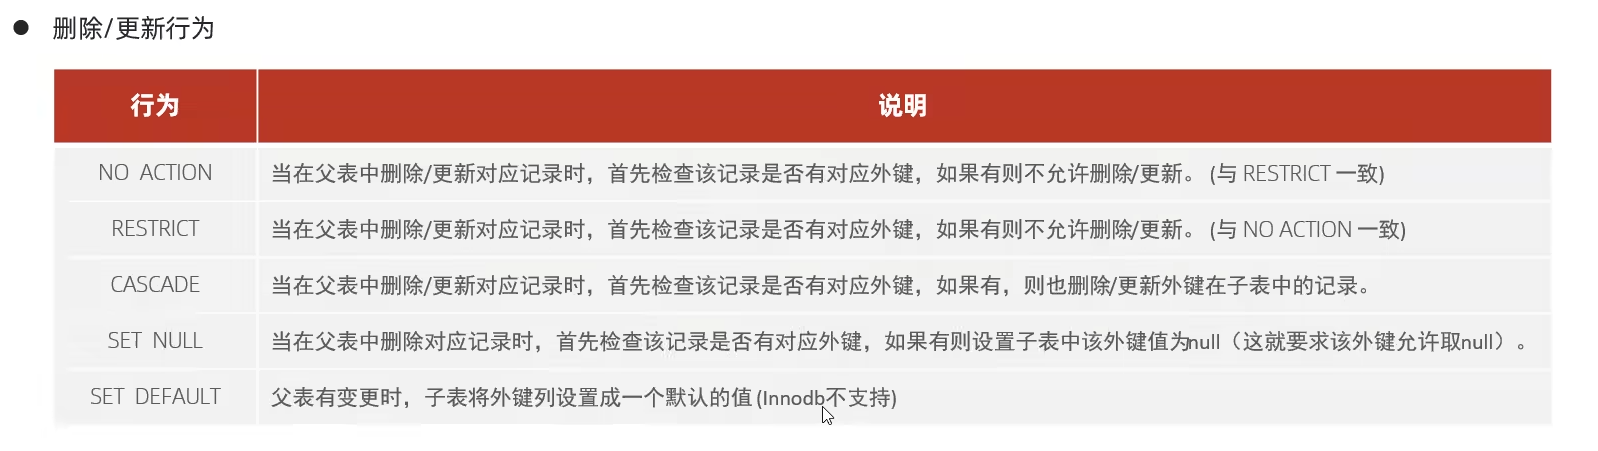 ● 删除/更新行为
行为 说明
NO ACTION 当在父表中删除/更新对应记录时，首先检查该记录是否有对应外键，如果有则不允许删除/更新。 (与 RESTRICT 一致)
RESTRICT 当在父表中删除/更新对应记录时，首先检查该记录是否有对应外键，如果有则不允许删除/更新。 (与 NO ACTION 一致)
CASCADE 当在父表中删除/更新对应记录时，首先检查该记录是否有对应外键，如果有，则也删除/更新外键在子表中的记录。
SET NULL 当在父表中删除对应记录时，首先检查该记录是否有对应外键，如果有则设置子表中该外键值为null（这就要求该外键允许取null）。
SET DEFAULT 父表有变更时，子表将外键列设置成一个默认的值 (Innodb不支持)